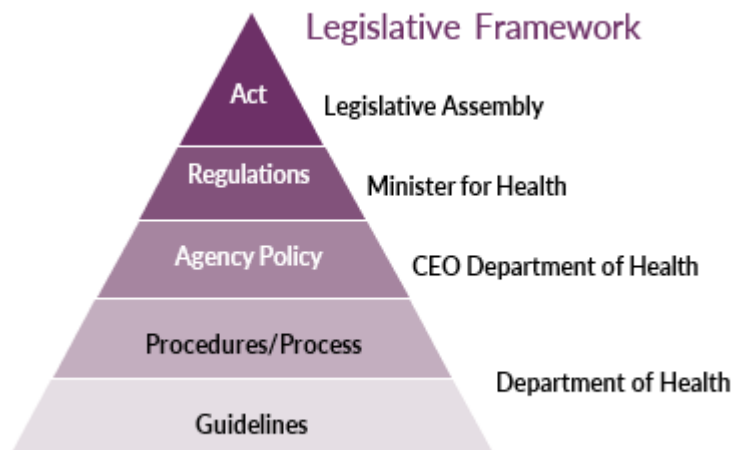 Legislative Framework
Act
Legislative Assembly
Regulations
Minister for Health
Agency Policy
CEO Department of Health
Procedures/Process
Department of Health
Guidelines